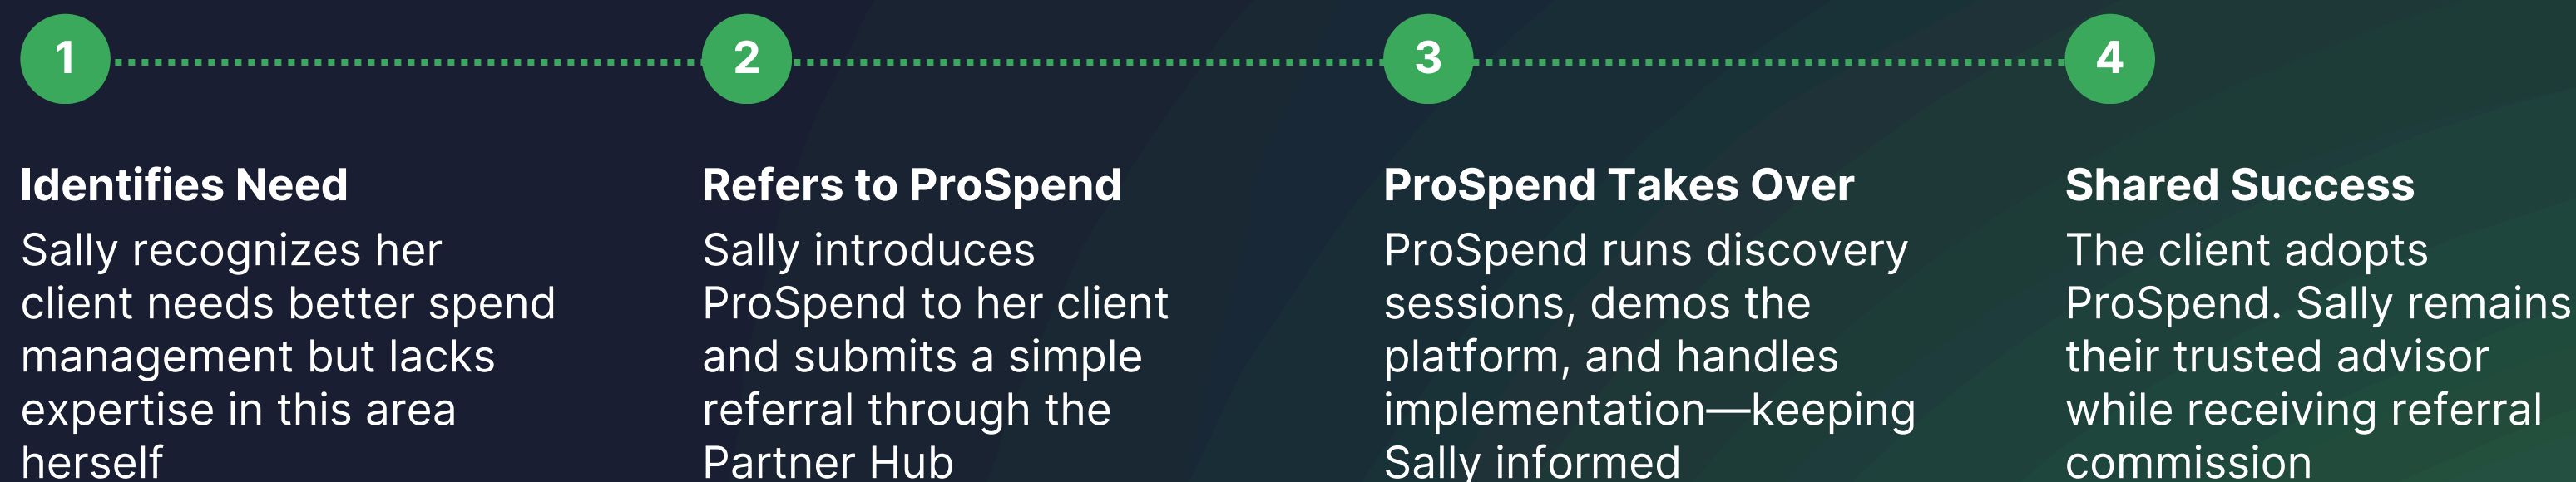 1
2
3
4
Identifies Need
Sally recognizes her
client needs better spend
management but lacks
expertise in this area
herself
Refers to ProSpend
Sally introduces
ProSpend to her client
and submits a simple
referral through the
Partner Hub
ProSpend Takes Over
ProSpend runs discovery
sessions, demos the
platform, and handles
implementation—keeping
Sally informed
Shared Success
The client adopts
ProSpend. Sally remains
their trusted advisor
while receiving referral
commission